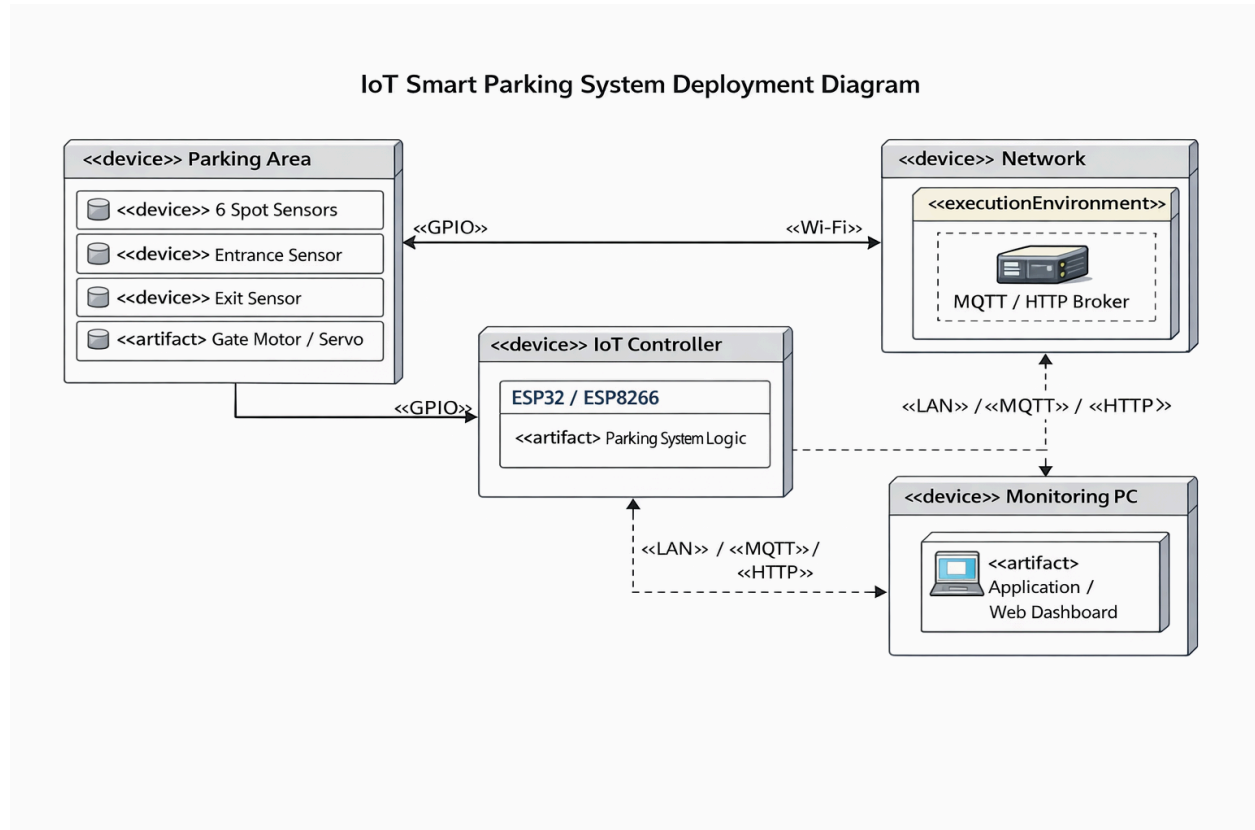 IoT Smart Parking System Deployment Diagram
<<device>> Parking Area
<<device>> 6 Spot Sensors
<<device>> Entrance Sensor
<<device>> Exit Sensor
<<artifact> Gate Motor / Servo
<<GPIO>>
<<Wi-Fi>>
<<device>> Network
<<executionEnvironment>>
MQTT / HTTP Broker
<<GPIO>>
<<device>> IoT Controller
ESP32 / ESP8266
<<artifact> Parking System Logic
<<LAN>> /<<MQTT>> / <<HTTP>>
<<LAN>> / <<MQTT>> /
<<HTTP>>
<<device>> Monitoring PC
<<artifact>
Application /
Web Dashboard